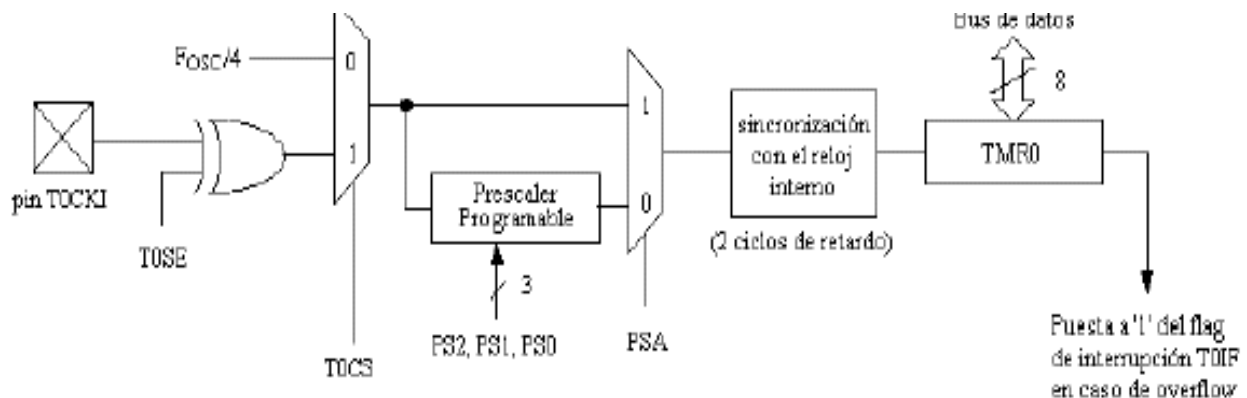 Bus de datos
FOSC/4
0
8
1
sincronización
con el reloj
interno
TMR0
1
pin T0CKI
Prescaler
Programable
0
(2 ciclos de retardo)
T0SE
3
PS2, PS1, PS0
PSA
T0CS
Puesta a '1' del flag
de interrupción T0IF
en caso de overflow